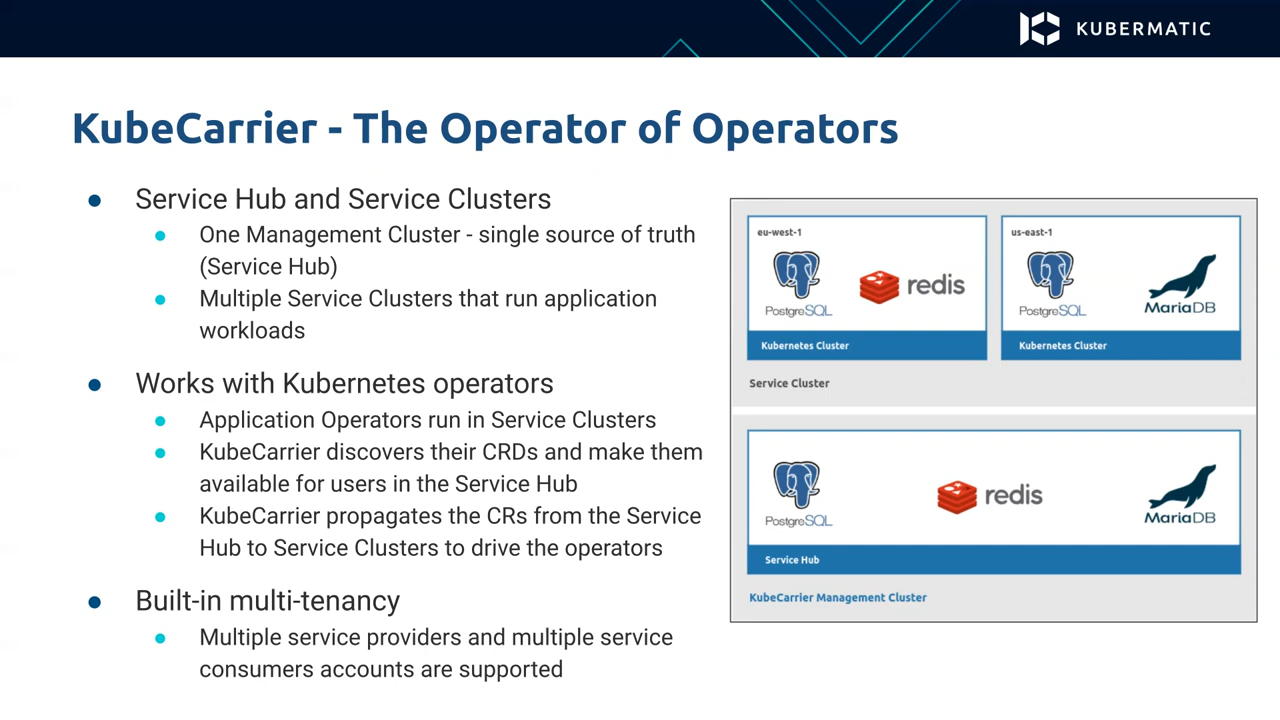 KUBERMATIC
KubeCarrier - The Operator of Operators
● Service Hub and Service Clusters
● One Management Cluster - single source of truth
(Service Hub)
● Multiple Service Clusters that run application
workloads
● Works with Kubernetes operators
● Application Operators run in Service Clusters
● KubeCarrier discovers their CRDs and make them
available for users in the Service Hub
● KubeCarrier propagates the CRs from the Service
Hub to Service Clusters to drive the operators
● Built-in multi-tenancy
● Multiple service providers and multiple service
consumers accounts are supported
eu-west-1
PostgreSQL
redis
Kubernetes Cluster
us-east-1
PostgreSQL
MariaDB
Kubernetes Cluster
Service Cluster
PostgreSQL
redis
MariaDB
Service Hub
KubeCarrier Management Cluster